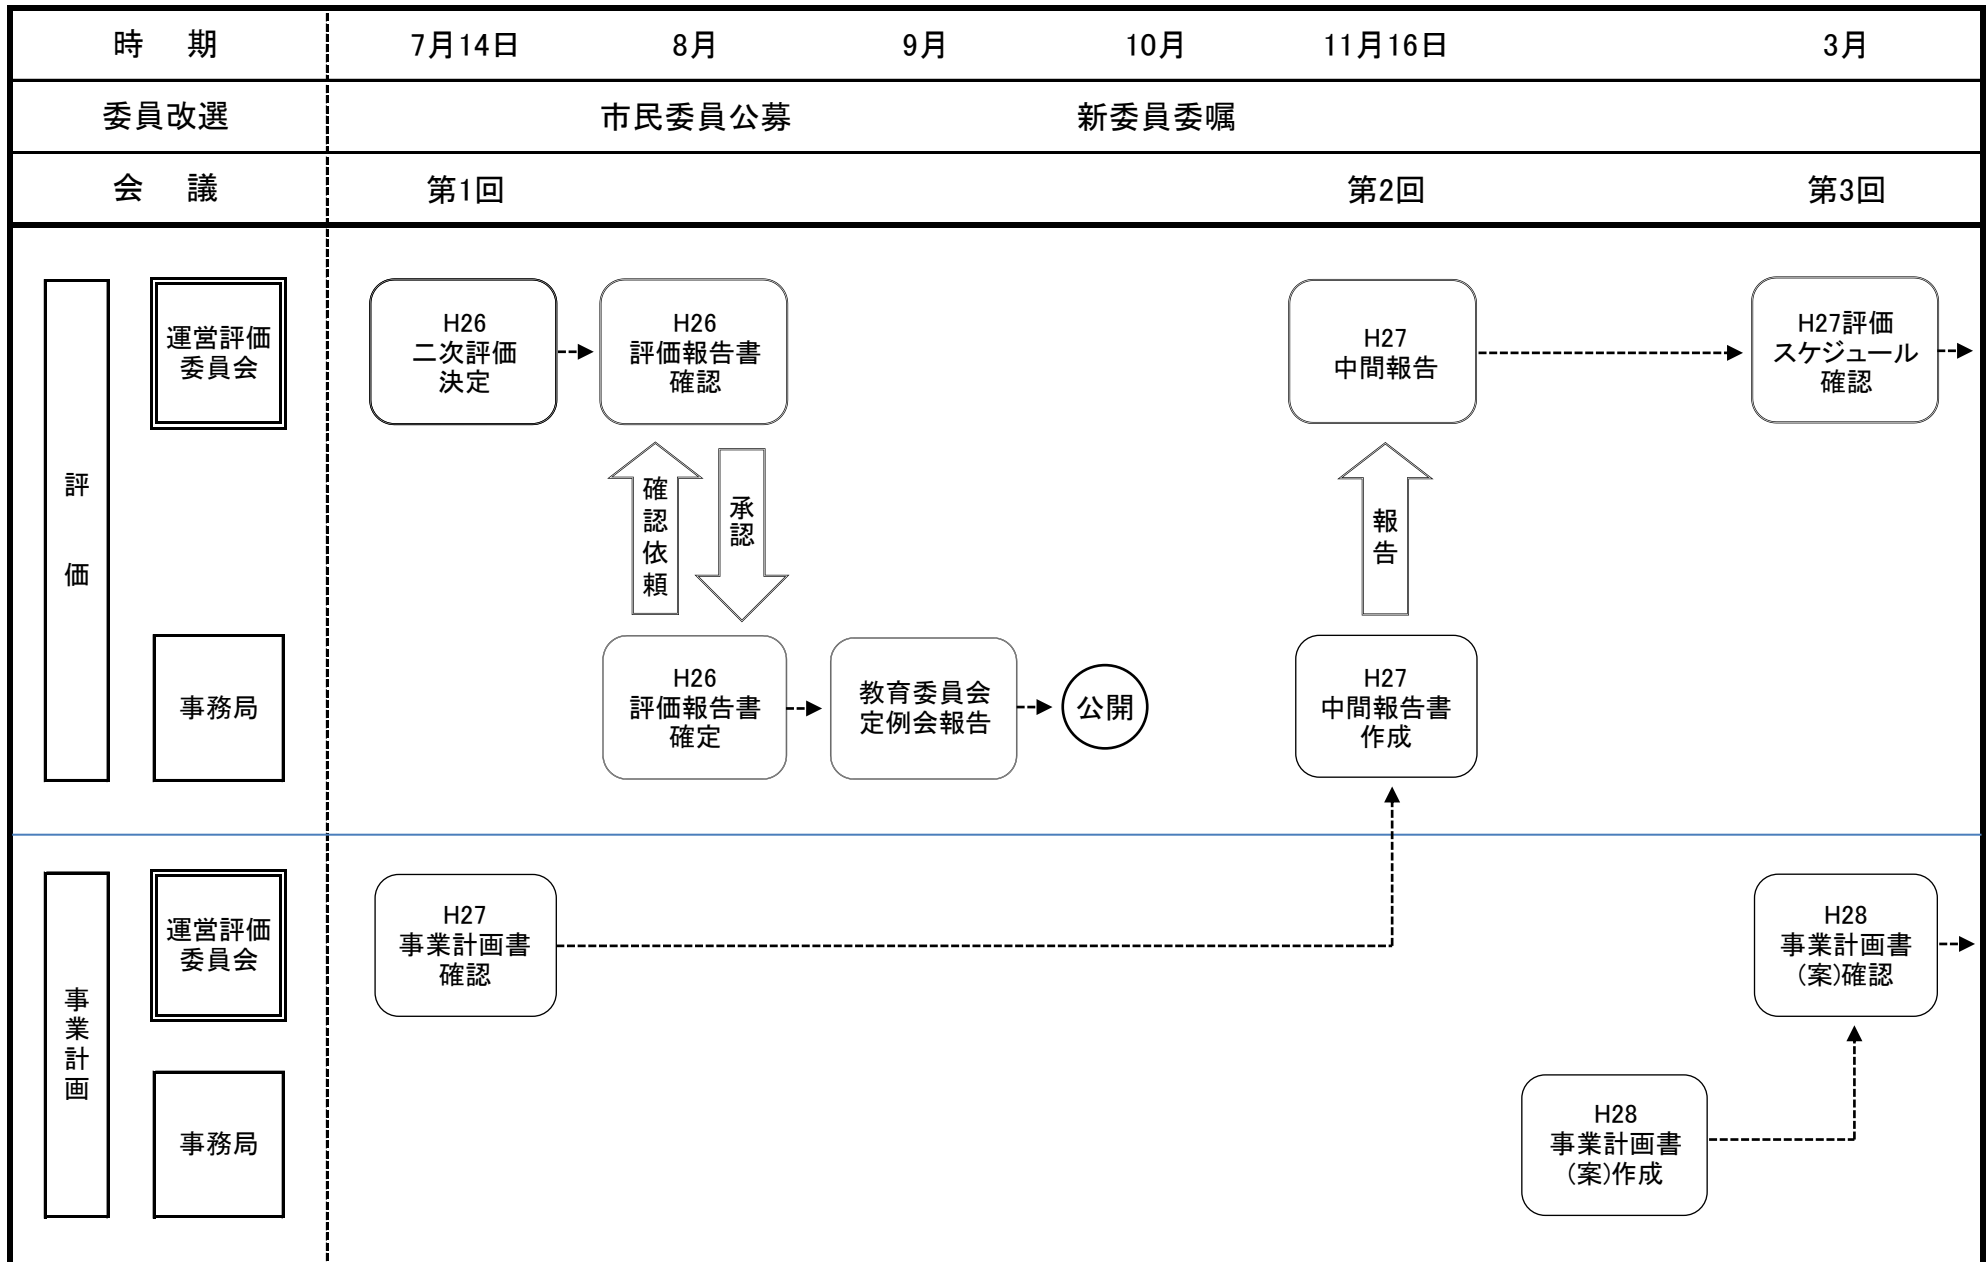 時　期
7月14日
8月
9月
10月
11月16日
3月
委員改選
市民委員公募
新委員委嘱
会　議
第1回
第2回
第3回
評価
運営評価
委員会
H26
二次評価
決定
H26
評価報告書
確認
H27
中間報告
H27評価
スケジュール
確認
確認依頼
承認
報告
事務局
H26
評価報告書
確定
教育委員会
定例会報告
公開
H27
中間報告書
作成
事業計画
運営評価
委員会
H27
事業計画書
確認
H28
事業計画書
(案)確認
事務局
H28
事業計画書
(案)作成